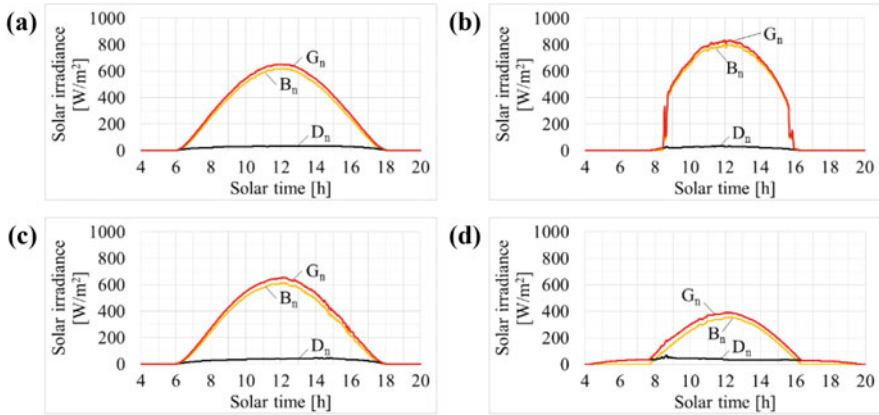 (a)
Solar irradiance
[W/m²]
1000
800
600
400
200
0
Gₙ
Bₙ
Dₙ
4 6 8 10 12 14 16 18 20
Solar time [h]
(b)
Solar irradiance
[W/m²]
1000
800
600
400
200
0
Gₙ
Bₙ
Dₙ
4 6 8 10 12 14 16 18 20
Solar time [h]
(c)
Solar irradiance
[W/m²]
1000
800
600
400
200
0
Gₙ
Bₙ
Dₙ
4 6 8 10 12 14 16 18 20
Solar time [h]
(d)
Solar irradiance
[W/m²]
1000
800
600
400
200
0
Gₙ
Bₙ
Dₙ
4 6 8 10 12 14 16 18 20
Solar time [h]